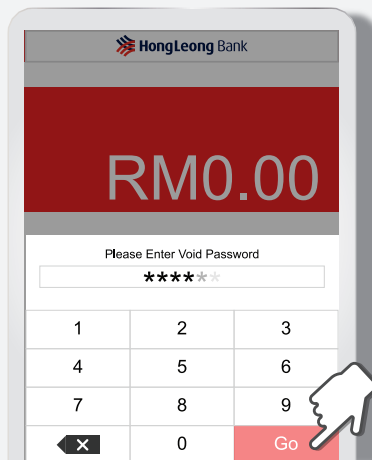 HongLeong Bank
RM0.00
Please Enter Void Password
******
1 2 3
4 5 6
7 8 9
X 0 Go